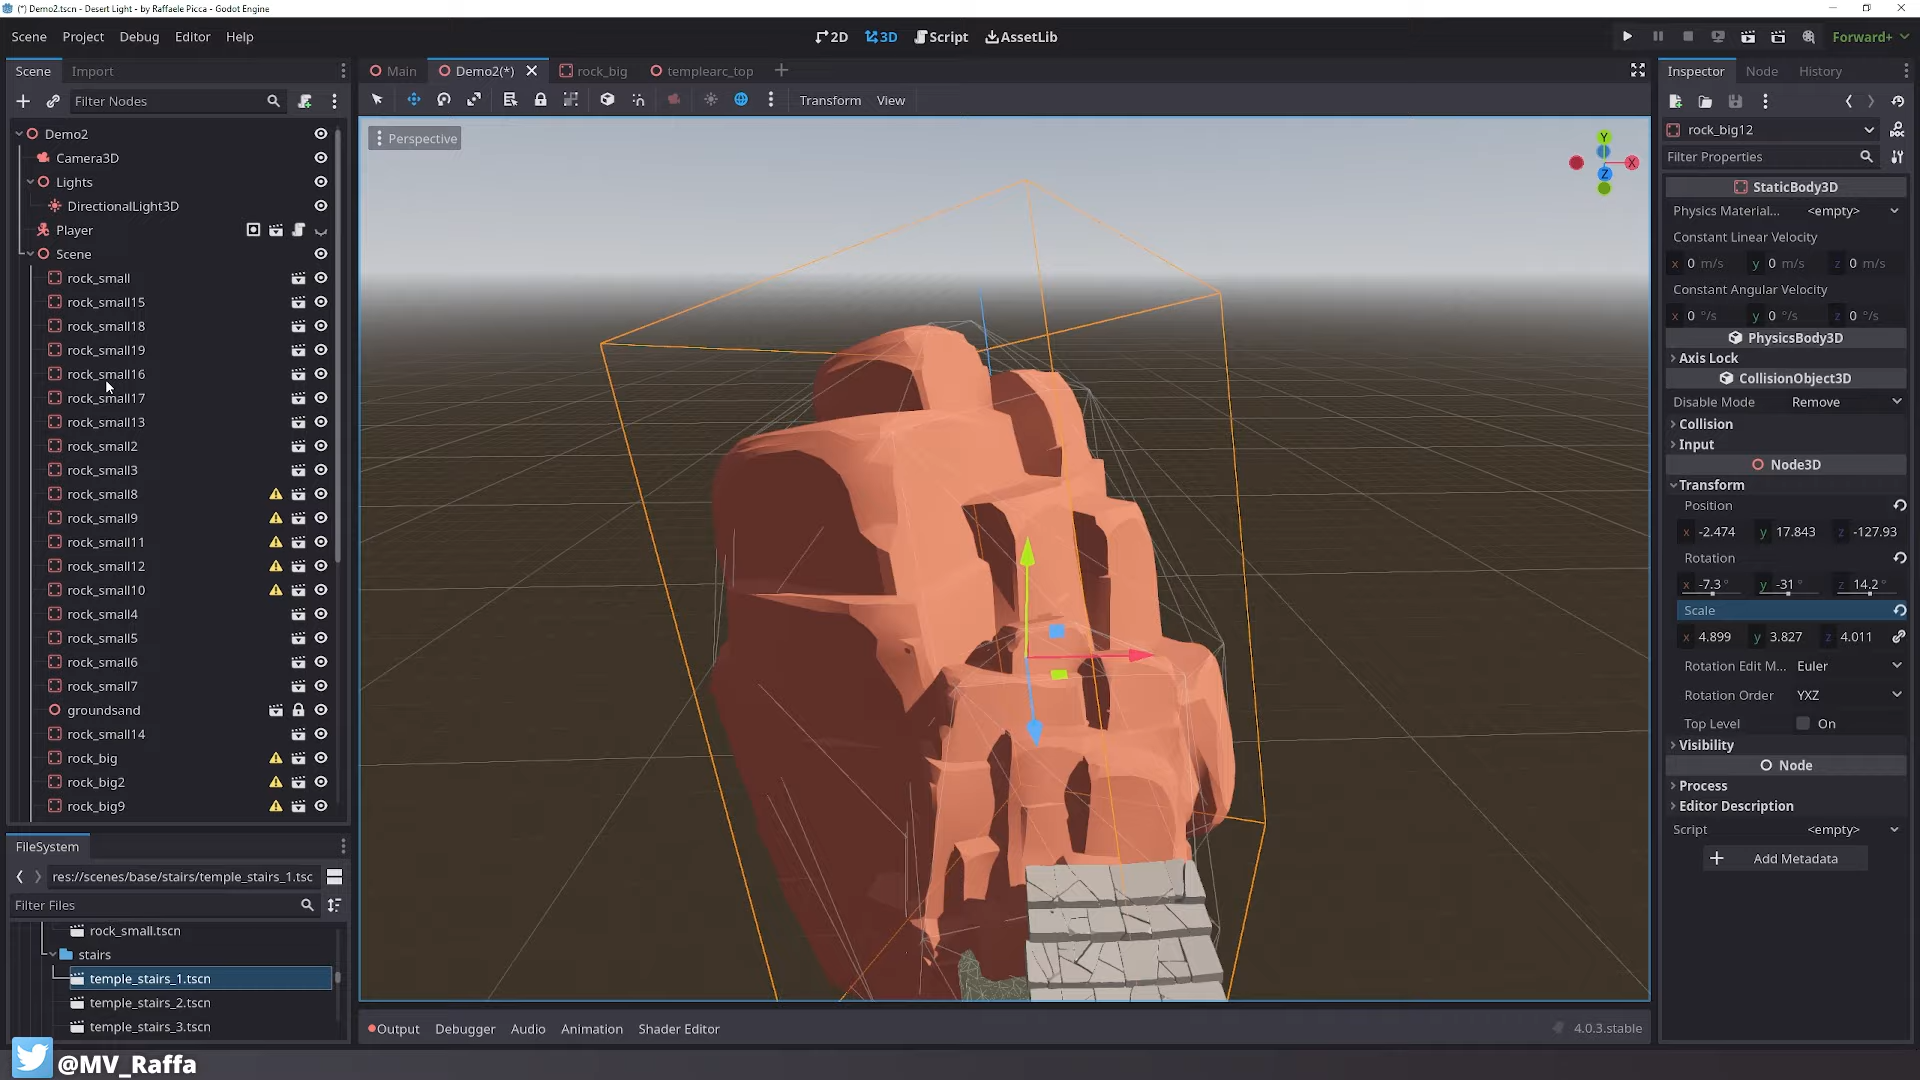 (*) Demo2.tscn - Desert Light - by Raffaele Picca - Godot Engine
Scene Project Debug Editor Help
2D 3D Script AssetLib
Forward+
Scene Import
Main Demo2(*) rock_big templearc_top
Inspector Node History
Filter Nodes
Transform View
Perspective
Y
X
Z
Demo2
Camera3D
Lights
DirectionalLight3D
Player
Scene
rock_small
rock_small15
rock_small18
rock_small19
rock_small16
rock_small17
rock_small13
rock_small2
rock_small3
rock_small8
rock_small9
rock_small11
rock_small12
rock_small10
rock_small4
rock_small5
rock_small6
rock_small7
groundsand
rock_small14
rock_big
rock_big2
rock_big9
FileSystem
res://scenes/base/stairs/temple_stairs_1.tsc
Filter Files
rock_small.tscn
stairs
temple_stairs_1.tscn
temple_stairs_2.tscn
temple_stairs_3.tscn
@MV_Raffa
Output Debugger Audio Animation Shader Editor
4.0.3.stable
rock_big12
Filter Properties
StaticBody3D
Physics Material... <empty>
Constant Linear Velocity
x 0 m/s y 0 m/s z 0 m/s
Constant Angular Velocity
x 0 °/s y 0 °/s z 0 °/s
PhysicsBody3D
Axis Lock
CollisionObject3D
Disable Mode Remove
Collision
Input
Node3D
Transform
Position
x -2.474 y 17.843 z -127.93
Rotation
x -7.3 ° y -31 ° z 14.2 °
Scale
x 4.899 y 3.827 z 4.011
Rotation Edit M... Euler
Rotation Order YXZ
Top Level On
Visibility
Node
Process
Editor Description
Script <empty>
Add Metadata